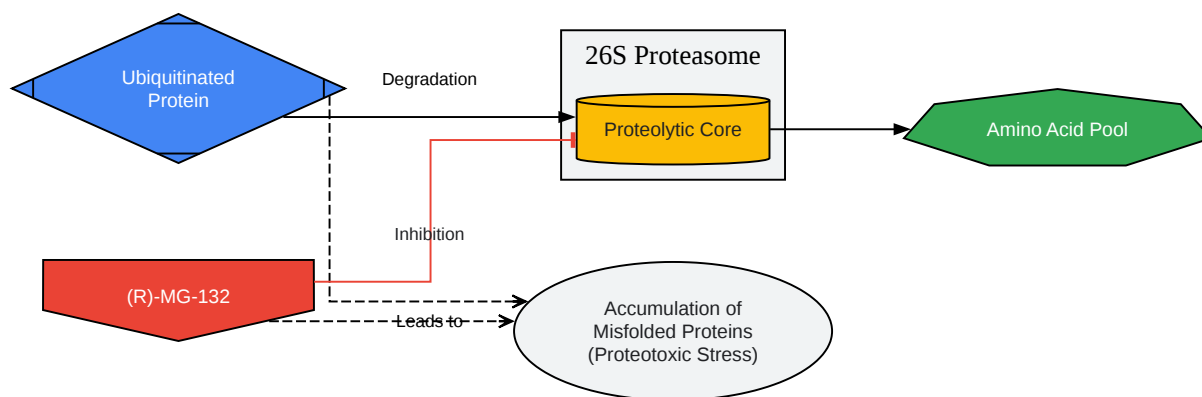 Ubiquitinated
Protein
Degradation
26S Proteasome
Proteolytic Core
Amino Acid Pool
Inhibition
(R)-MG-132
Leads to
Accumulation of
Misfolded Proteins
(Proteotoxic Stress)